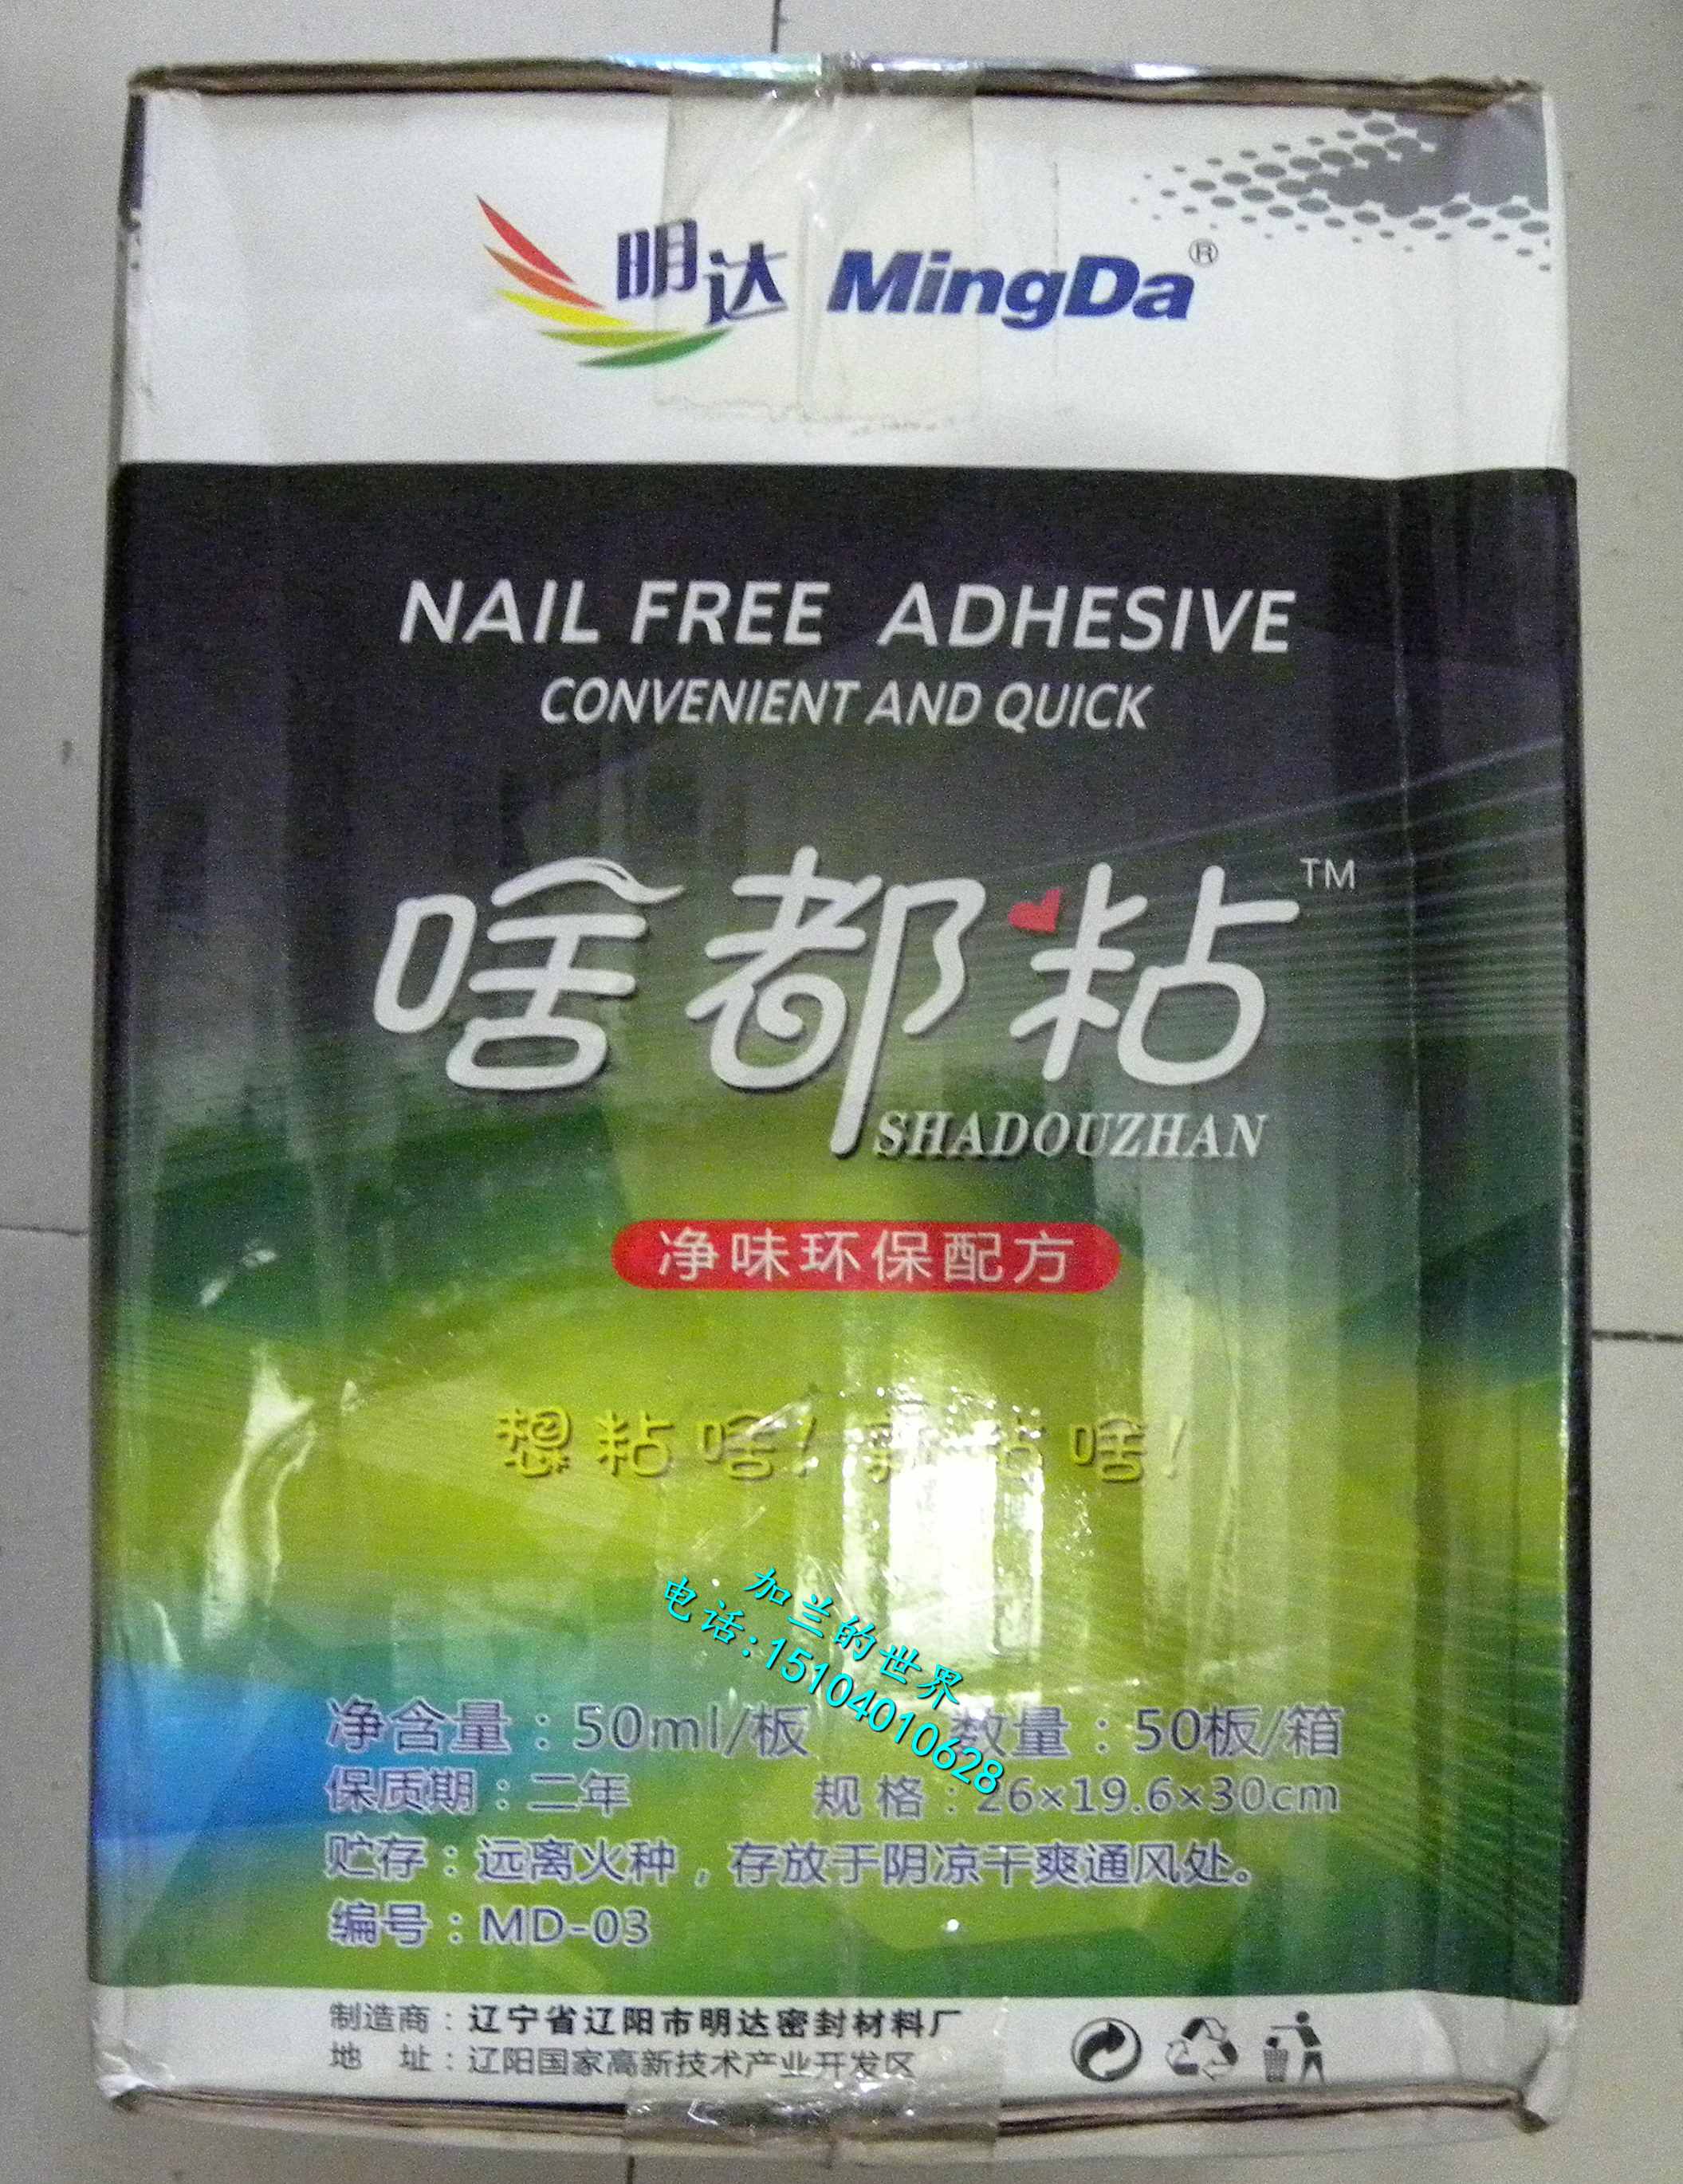 明达 MingDa®
NAIL FREE ADHESIVE
CONVENIENT AND QUICK
啥都粘™
SHADOUZHAN
净味环保配方
想粘啥！ 粘啥！
加兰的世界
电话:15104010628
净含量：50ml/板 数量：50板/箱
保质期：二年 规格：26×19.6×30cm
贮存：远离火种，存放于阴凉干爽通风处。
编号：MD-03
制造商：辽宁省辽阳市明达密封材料厂
地 址：辽阳国家高新技术产业开发区